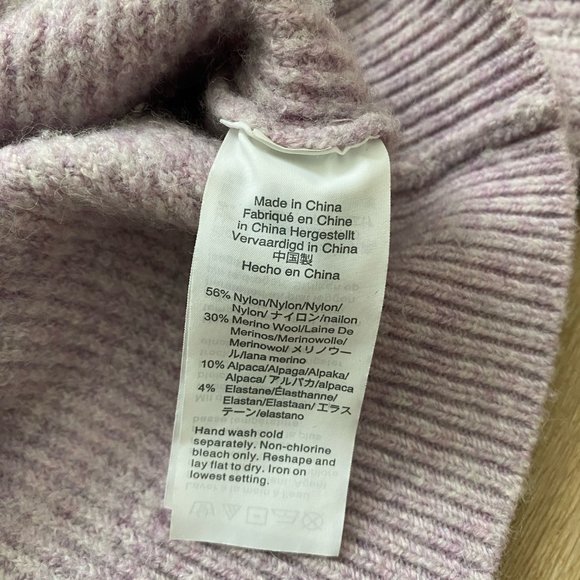 Made in China
Fabriqué en Chine
in China Hergestellt
Vervaardigd in China
中国製
Hecho en China
56% Nylon/Nylon/Nylon/
Nylon/ ナイロン/nailon
30% Merino Wool/Laine De
Merinos/Merinowolle/
Merinowol/ メリノウー
ル/lana merino
10% Alpaca/Alpaga/Alpaka/
Alpaca/ アルパカ/alpaca
4% Elastane/Élasthanne/
Elastan/Elastaan/ エラス
テーン/elastano
Hand wash cold
separately. Non-chlorine
bleach only. Reshape and
lay flat to dry. Iron on
lowest setting.